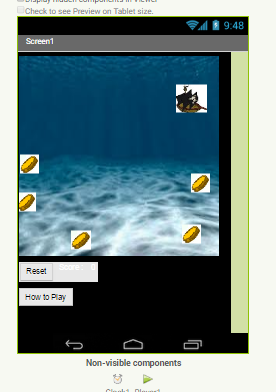 Display hidden components in Viewer
Check to see Preview on Tablet size.
9:48
Screen1
Reset Score: 0
How to Play
Non-visible components
Clock1 Player1